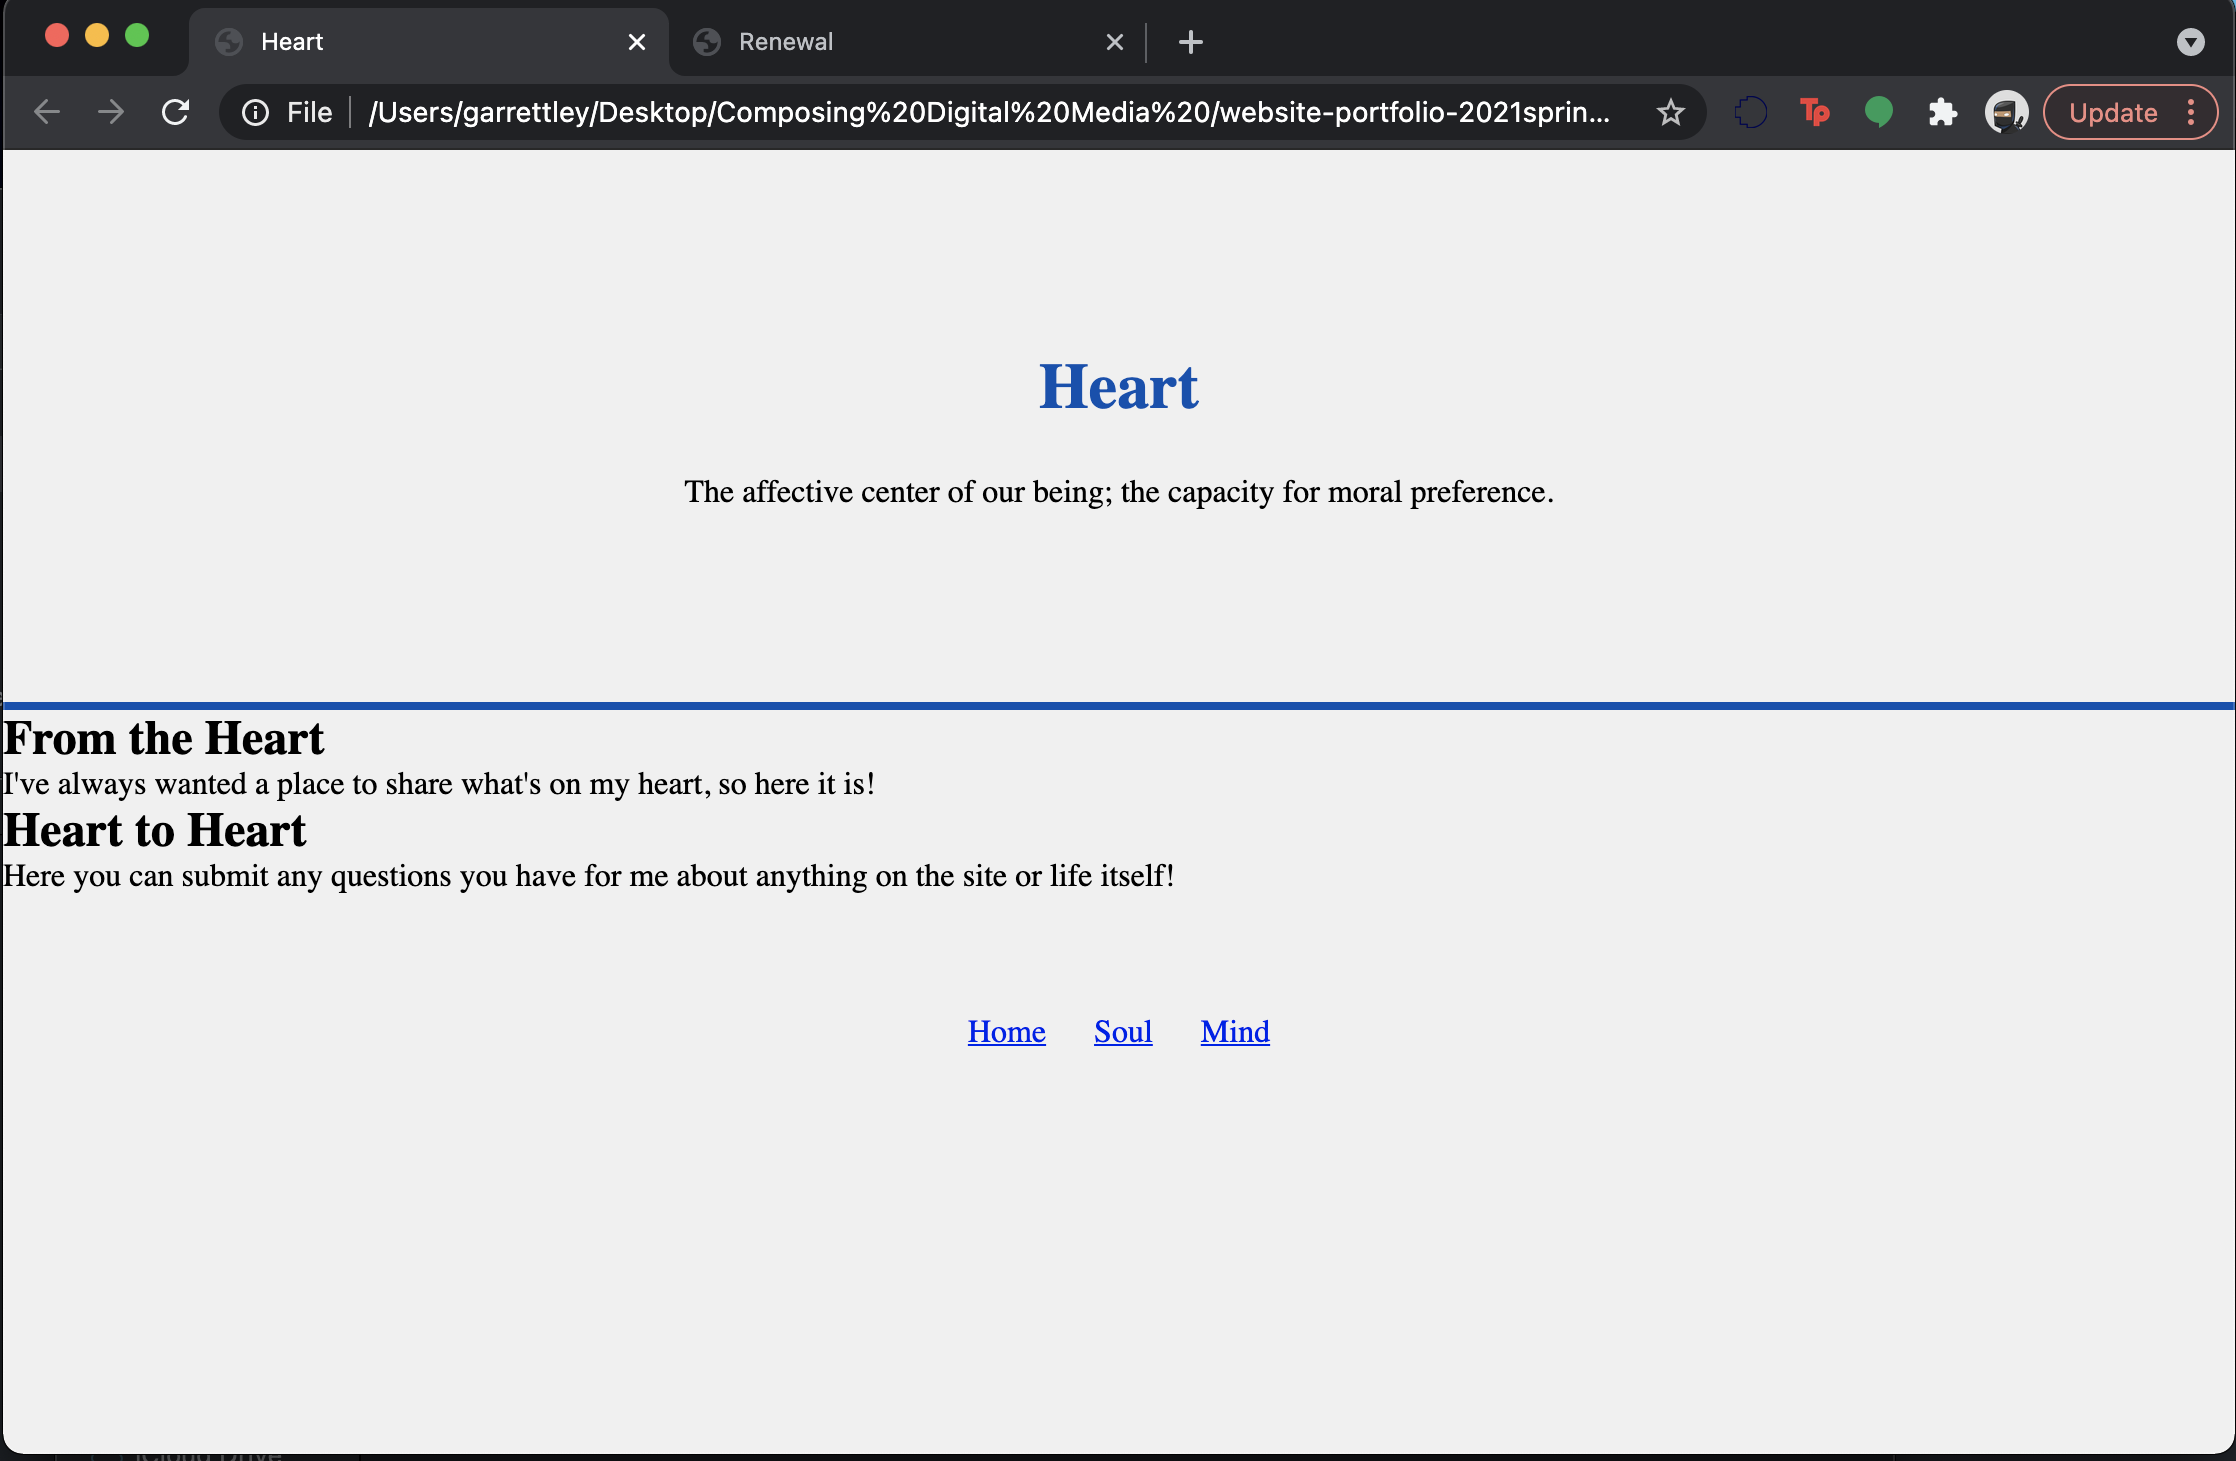 Heart
Renewal
File
/Users/garrettley/Desktop/Composing%20Digital%20Media%20/website-portfolio-2021sprin...
Tp
Update
Heart
The affective center of our being; the capacity for moral preference.
From the Heart
I've always wanted a place to share what's on my heart, so here it is!
Heart to Heart
Here you can submit any questions you have for me about anything on the site or life itself!
Home Soul Mind
iCloud Drive